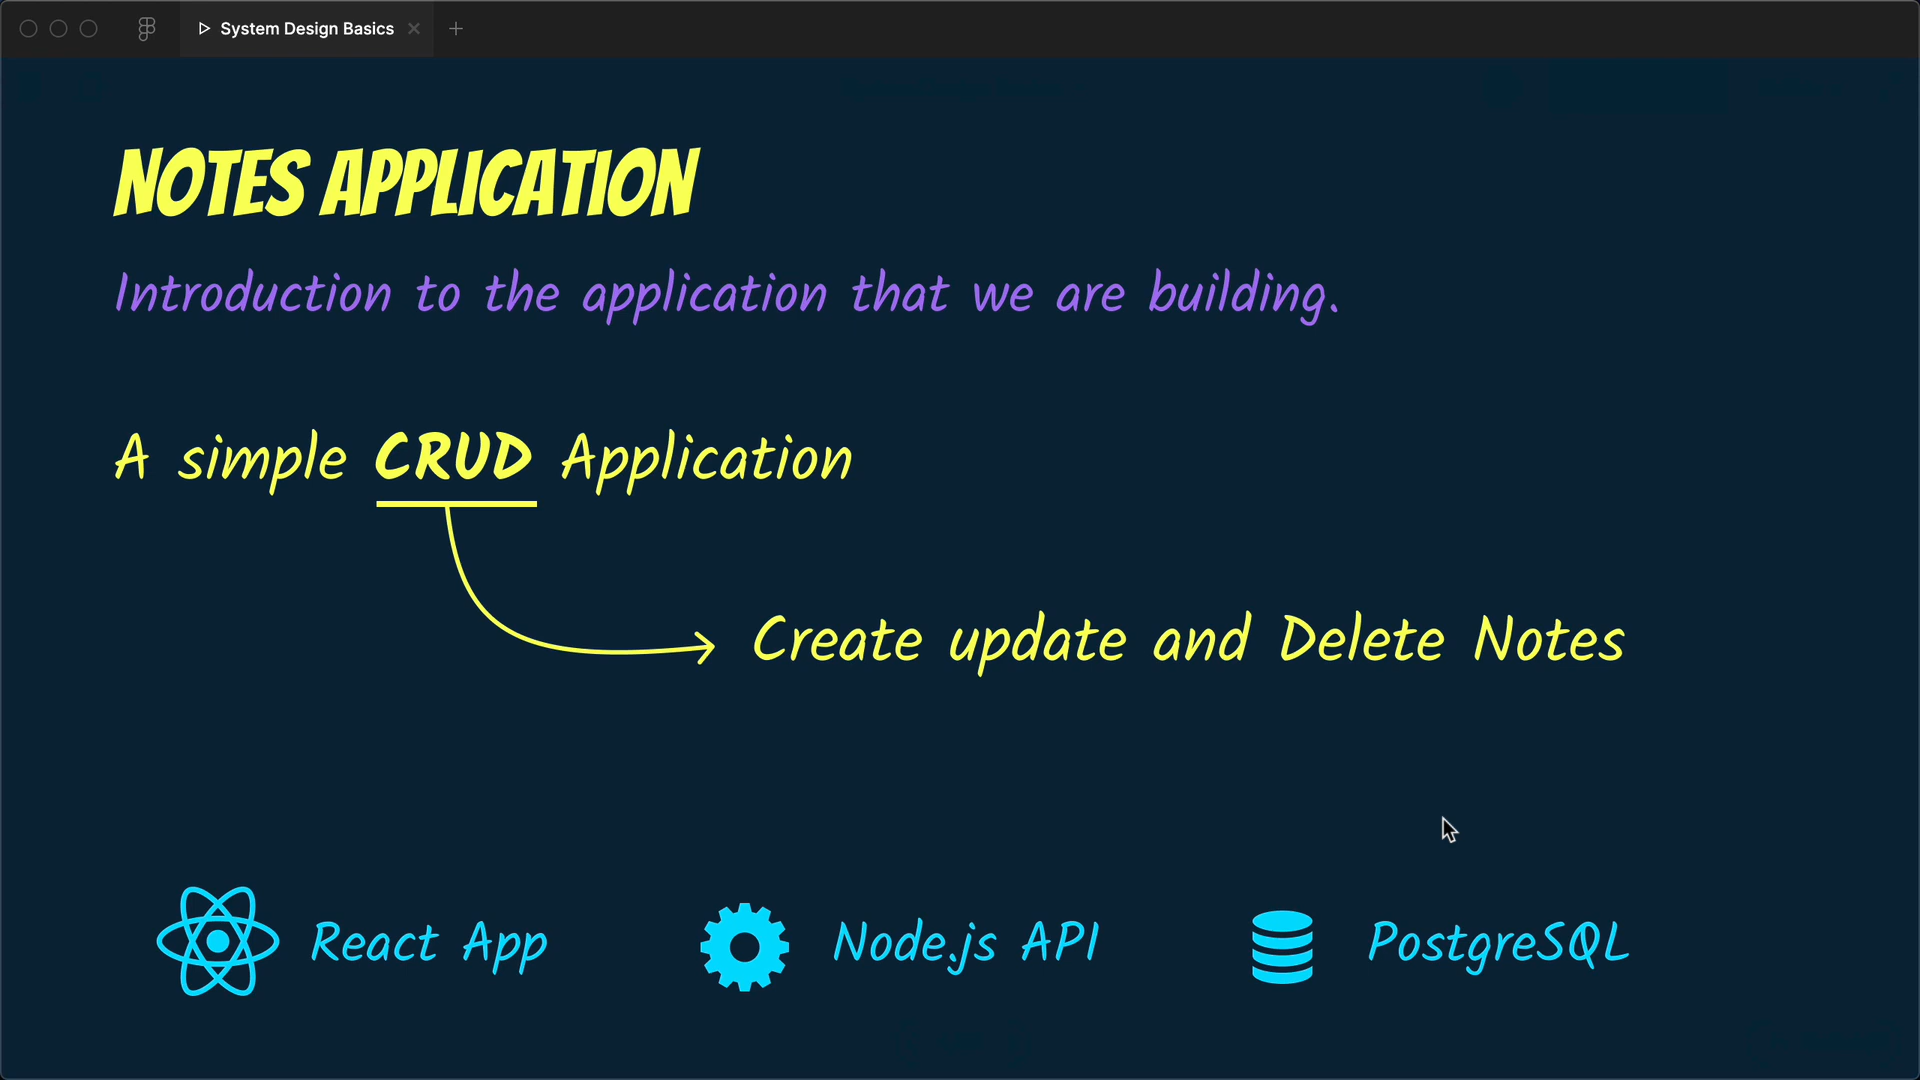 System Design Basics
NOTES APPLICATION
Introduction to the application that we are building.
A simple CRUD Application
Create update and Delete Notes
React App
Node.js API
PostgreSQL